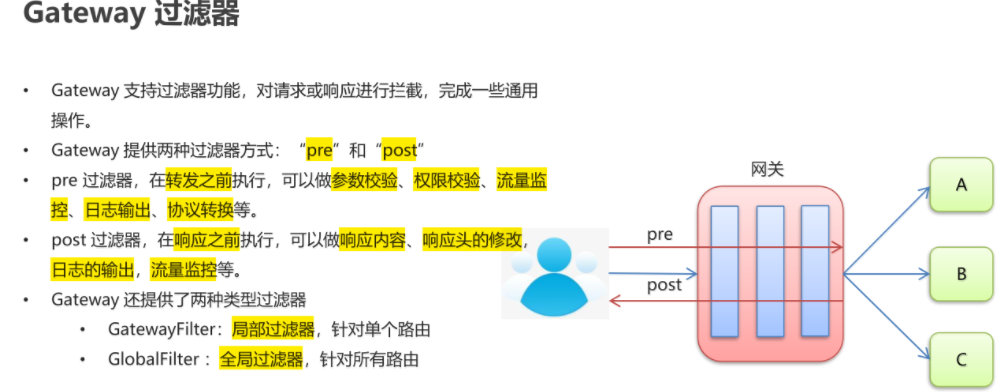 Gateway 过滤器
• Gateway 支持过滤器功能，对请求或响应进行拦截，完成一些通用
操作。
• Gateway 提供两种过滤器方式：“pre”和“post”
• pre 过滤器，在转发之前执行，可以做参数校验、权限校验、流量监
控、日志输出、协议转换等。
• post 过滤器，在响应之前执行，可以做响应内容、响应头的修改，
日志的输出，流量监控等。
• Gateway 还提供了两种类型过滤器
• GatewayFilter：局部过滤器，针对单个路由
• GlobalFilter ：全局过滤器，针对所有路由
网关
pre
post
A
B
C